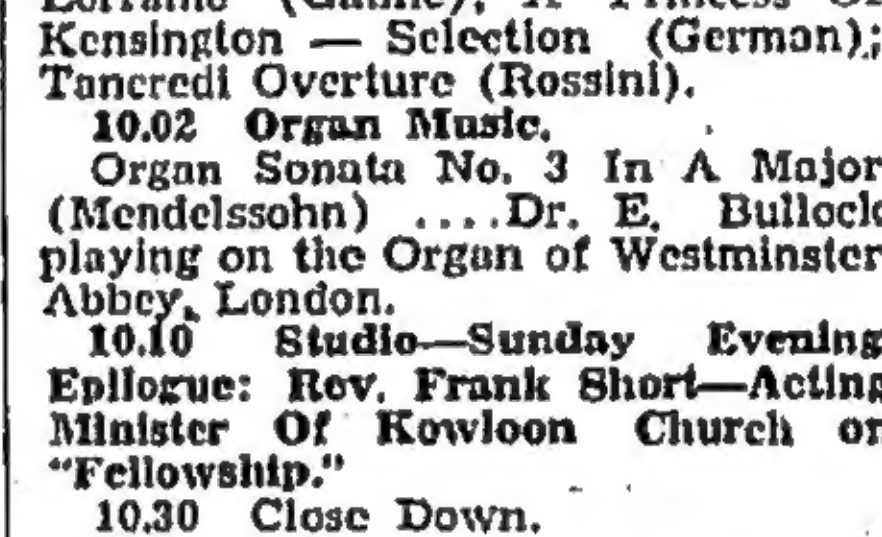 Kensington — Selection (German);
Tancredi Overture (Rossini).
10.02 Organ Music.
Organ Sonata No. 3 In A Major
(Mendelssohn) ....Dr. E. Bullock
playing on the Organ of Westminster
Abbey, London.
10.10 Studio—Sunday Evening
Epilogue: Rev. Frank Short—Acting
Minister Of Kowloon Church on
"Fellowship."
10.30 Close Down.